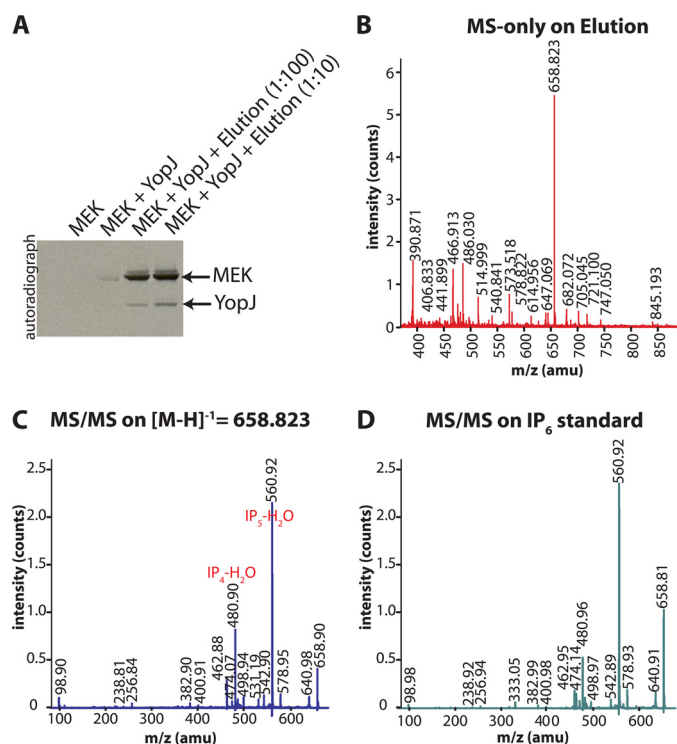 A
MEK
MEK + YopJ
MEK + YopJ + Elution (1:100)
MEK + YopJ + Elution (1:10)
autoradiograph
MEK
YopJ
B
MS-only on Elution
intensity (counts)
6
5
4
3
2
1
0
390.871
406.833
441.899
466.913
486.030
514.999
540.841
573.518
578.822
614.956
647.069
658.823
682.072
705.045
721.100
747.050
845.193
400 450 500 550 600 650 700 750 800 850
m/z (amu)
C
MS/MS on [M-H]-1= 658.823
intensity (counts)
2.5
2.0
1.5
1.0
0.5
0
98.90
238.81
256.84
382.90
400.91
462.88
474.07
480.90
498.94
531.19
542.90
560.92
578.95
640.98
658.90
IP4-H2O
IP5-H2O
100 200 300 400 500 600
m/z (amu)
D
MS/MS on IP6 standard
intensity (counts)
2.5
2.0
1.5
1.0
0.5
0
98.98
238.92
256.94
333.05
382.99
400.98
462.95
474.14
480.96
498.97
542.89
560.92
578.93
640.91
658.81
100 200 300 400 500 600
m/z (amu)